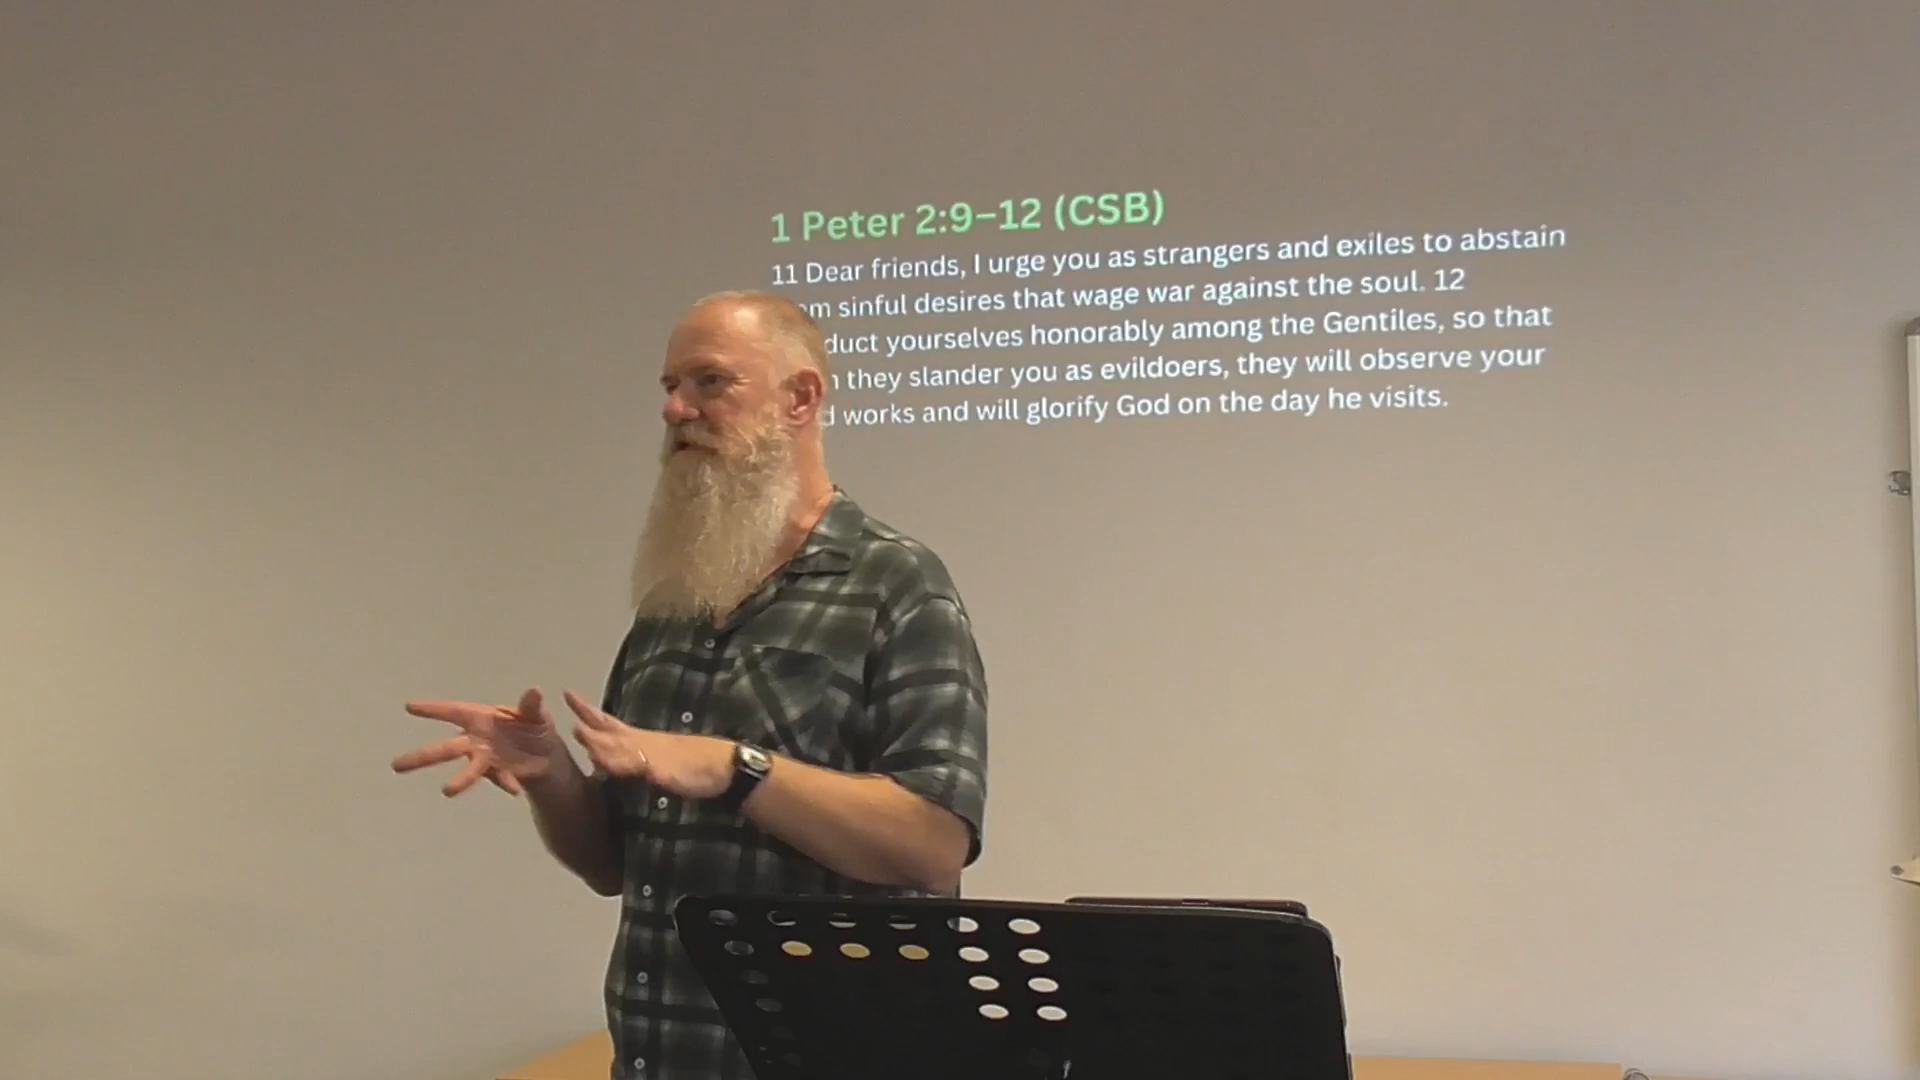 1 Peter 2:9–12 (CSB)
11 Dear friends, I urge you as strangers and exiles to abstain
sinful desires that wage war against the soul. 12
yourselves honorably among the Gentiles, so that
they slander you as evildoers, they will observe your
works and will glorify God on the day he visits.